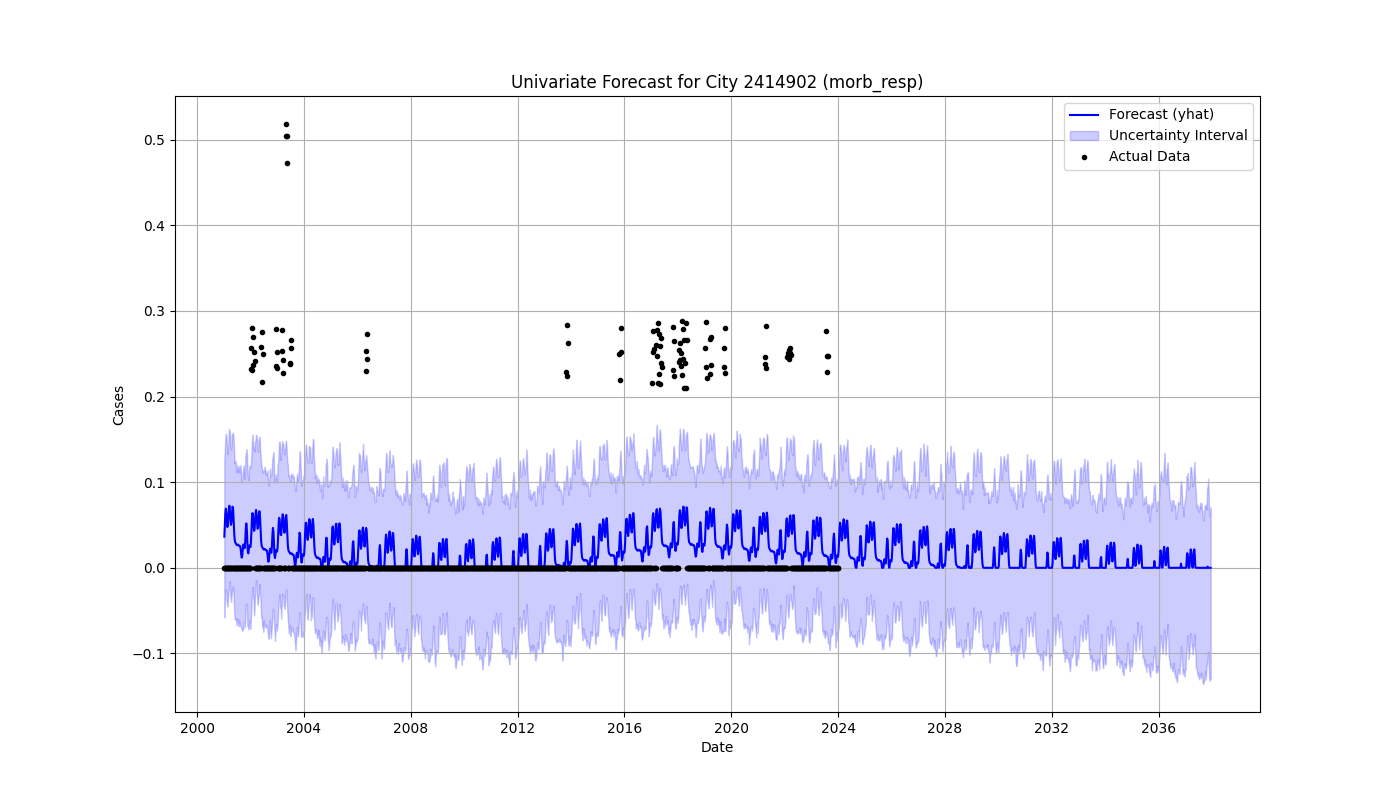 Univariate Forecast for City 2414902 (morb_resp)
Forecast (yhat)
Uncertainty Interval
Actual Data
0.5
0.4
0.3
0.2
0.1
0.0
−0.1
Cases
2000 2004 2008 2012 2016 2020 2024 2028 2032 2036
Date